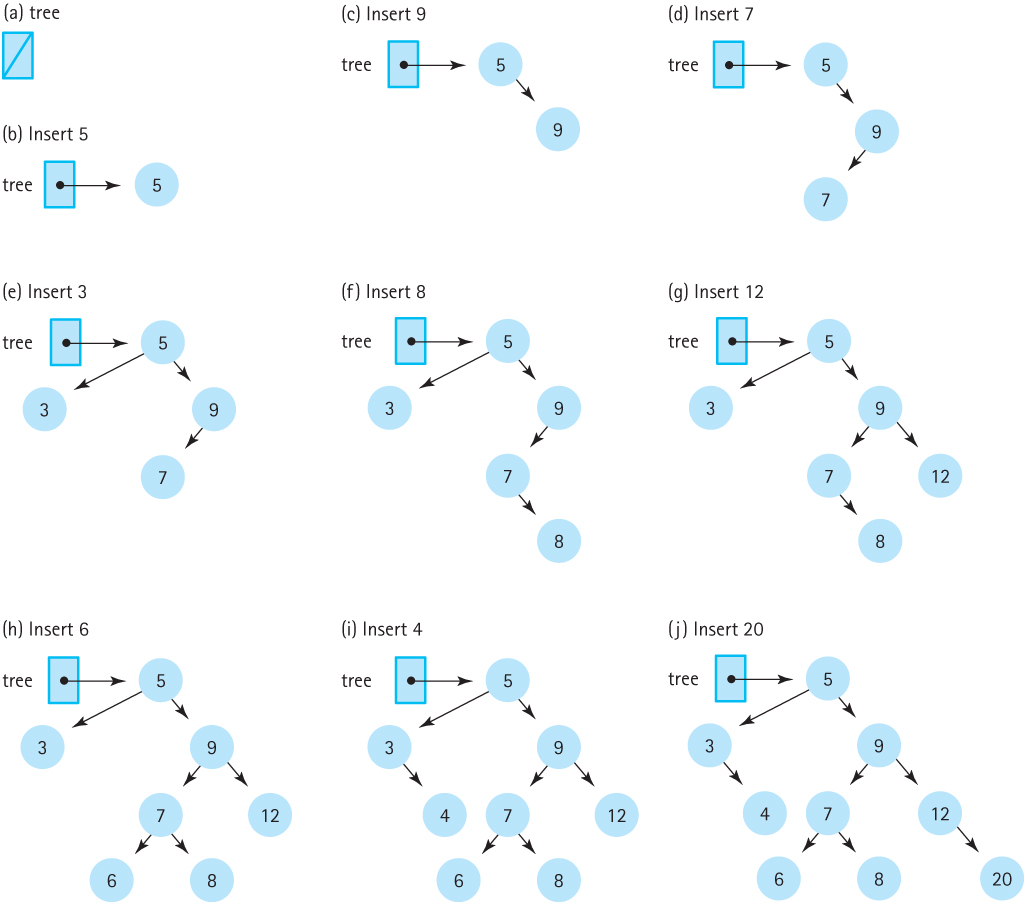 (a) tree
(b) Insert 5
tree 5
(c) Insert 9
tree 5
9
(d) Insert 7
tree 5
9
7
(e) Insert 3
tree 5
3 9
7
(f) Insert 8
tree 5
3 9
7
8
(g) Insert 12
tree 5
3 9
7 12
8
(h) Insert 6
tree 5
3 9
7 12
6 8
(i) Insert 4
tree 5
3 9
4 7 12
6 8
(j) Insert 20
tree 5
3 9
4 7 12
6 8 20